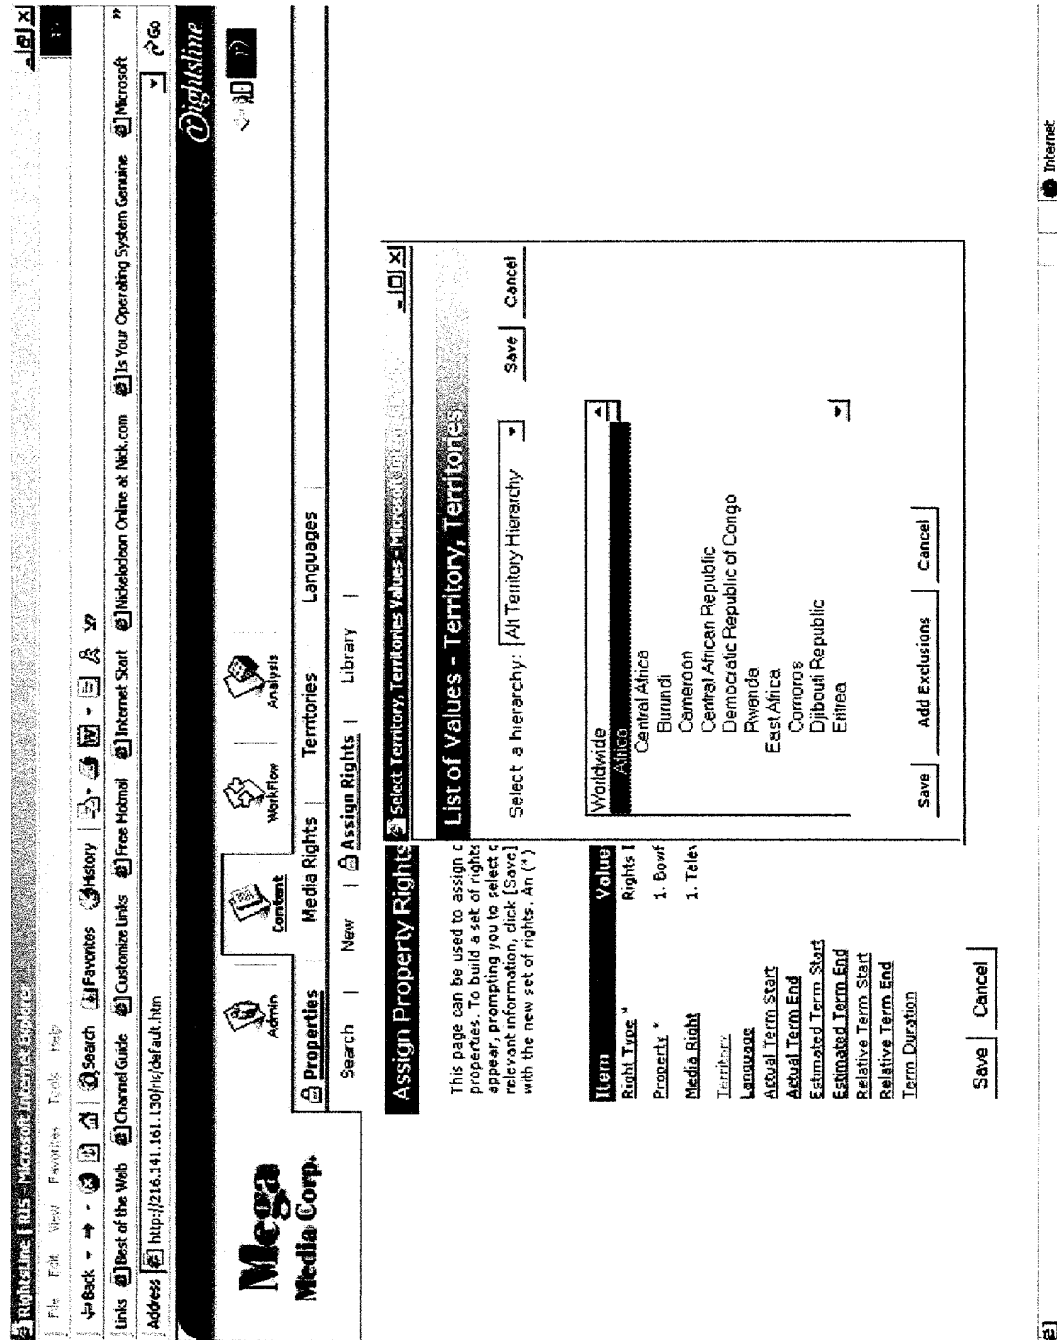 RightsLine | RIS - Microsoft Internet Explorer
File Edit View Favorites Tools Help
Back Search Favorites History
Links Best of the Web Channel Guide Customize Links Free Hotmail Internet Start Nickelodeon Online at Nick.com Is Your Operating System Genuine Microsoft »
Address http://216.141.161.130/ris/default.htm Go
Rightsline
Mega
Media Corp.
Admin Content Workflow Analysis
Properties Media Rights Territories Languages
Search New Assign Rights Library
Assign Property Rights
This page can be used to assign
properties. To build a set of rights
appear, prompting you to select
relevant information, click [Save]
with the new set of rights. An (*)
Item Value
Right Type * Rights
Property * 1. Bowf
Media Right 1. Telev
Territory
Language
Actual Term Start
Actual Term End
Estimated Term Start
Estimated Term End
Relative Term Start
Relative Term End
Term Duration
Save Cancel
Select Territory, Territories Values - Microsoft
List of Values - Territory, Territories
Select a hierarchy: Alt Territory Hierarchy Save Cancel
Worldwide
Africa
Central Africa
Burundi
Cameroon
Central African Republic
Democratic Republic of Congo
Rwanda
East Africa
Comoros
Djibouti Republic
Eritrea
Save Add Exclusions Cancel
Internet